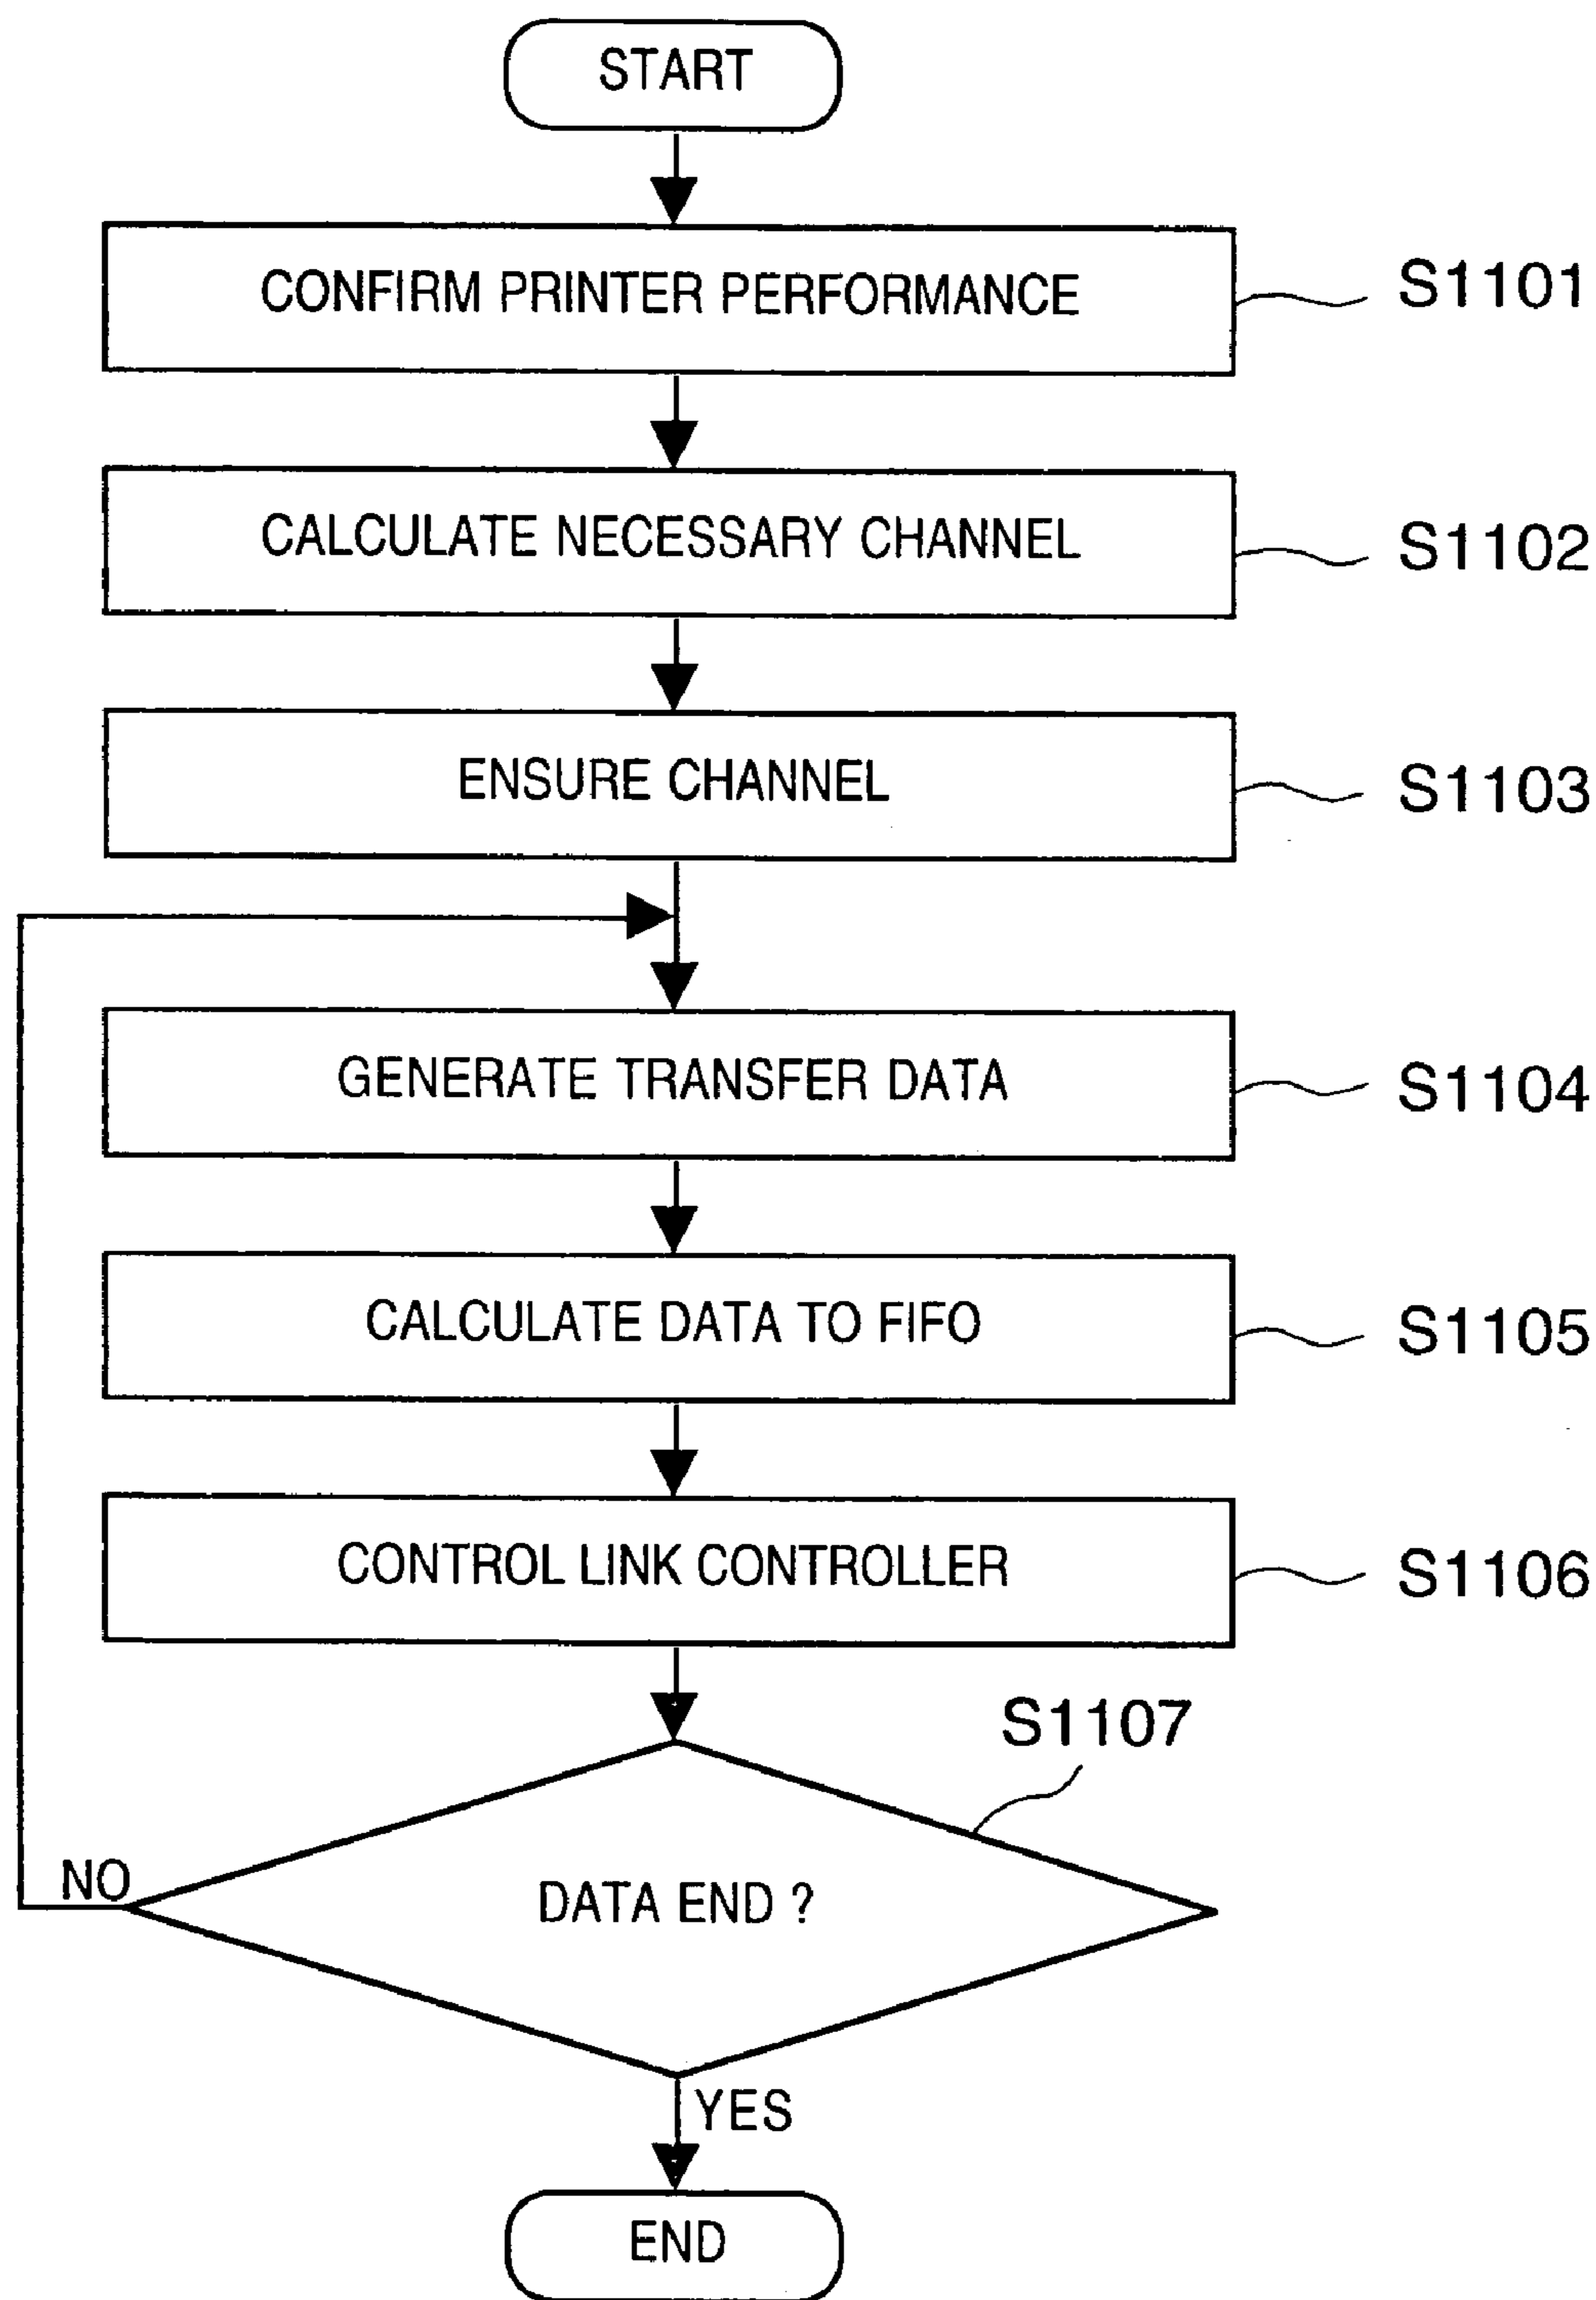 START
CONFIRM PRINTER PERFORMANCE
S1101
CALCULATE NECESSARY CHANNEL
S1102
ENSURE CHANNEL
S1103
GENERATE TRANSFER DATA
S1104
CALCULATE DATA TO FIFO
S1105
CONTROL LINK CONTROLLER
S1106
S1107
NO
DATA END ?
YES
END